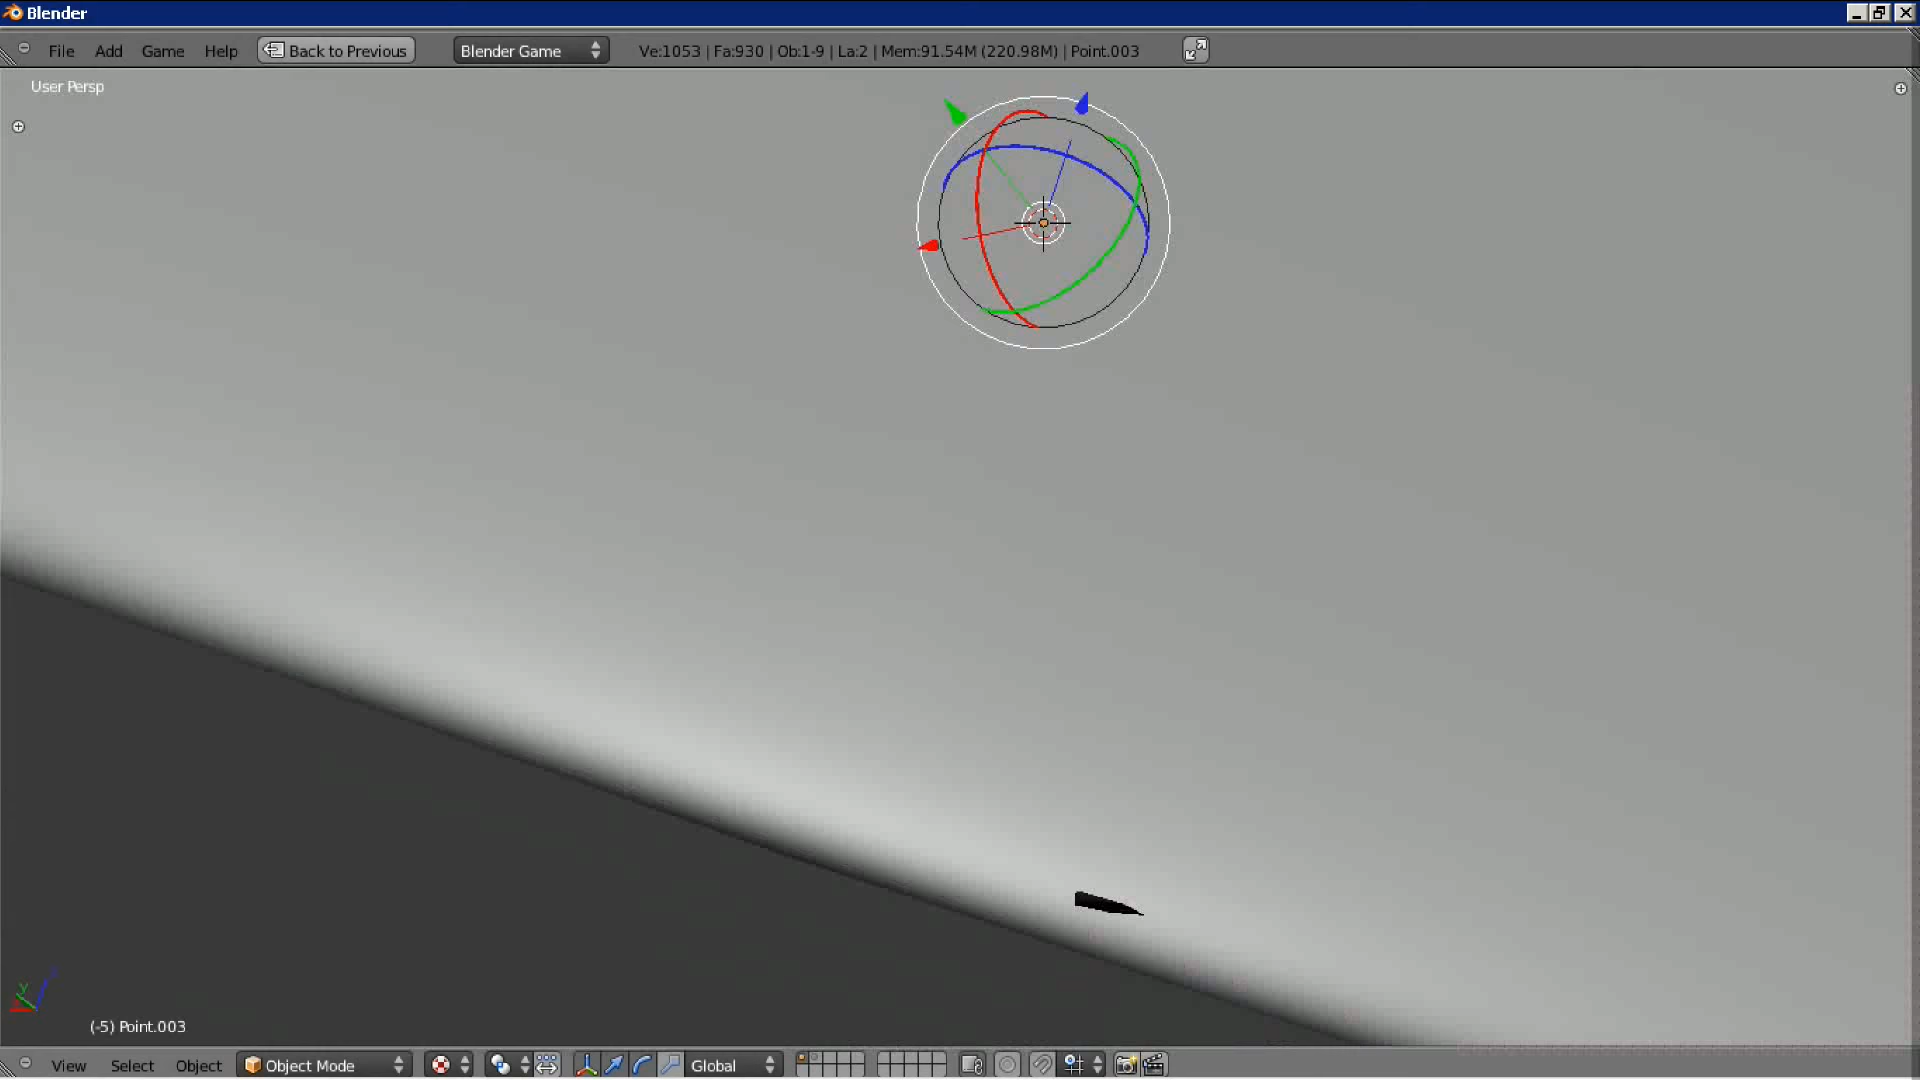 Blender
File Add Game Help Back to Previous Blender Game Ve:1053 | Fa:930 | Ob:1-9 | La:2 | Mem:91.54M (220.98M) | Point.003
User Persp
y
(-5) Point.003
View Select Object Object Mode Global